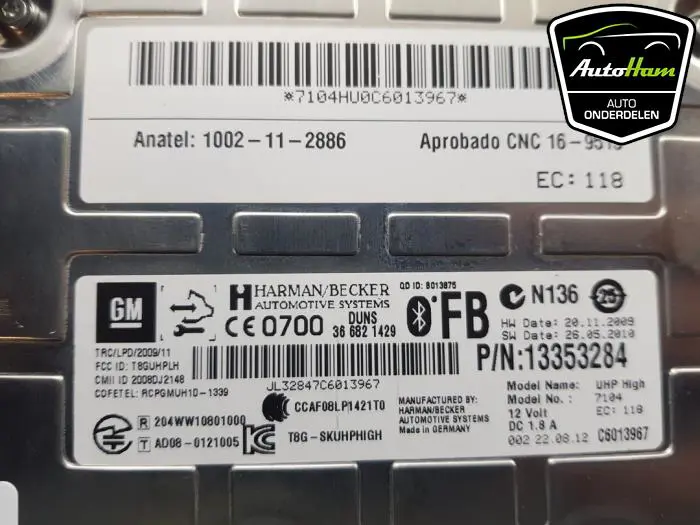 *7104HU0C6013967*
Anatel: 1002-11-2886
Aprobado CNC 16-
EC: 118
AutoHam
AUTO
ONDERDELEN
GM
HARMAN/BECKER
AUTOMOTIVE SYSTEMS
QD ID: B013875
DUNS
36 682 1429
CE 0700
FB
N136
25
HW Date: 20.11.2009
SW Date: 26.05.2010
P/N:13353284
TRC/LPD/2009/11
FCC ID: T8GUHPLH
CMII ID 2008DJ2148
COFETEL: RCPGMUH10-1339
JL32847C6013967
CCAF08LP1421T0
MANUFACTURED BY:
HARMAN/BECKER
AUTOMOTIVE SYSTEMS
Made in GERMANY
Model Name: UHP High
Model No.: 7104
12 Volt EC: 118
DC 1.8 A
002 22.08.12 C6013967
R 204WW10801000
T AD08-0121005
T8G-SKUHPHIGH